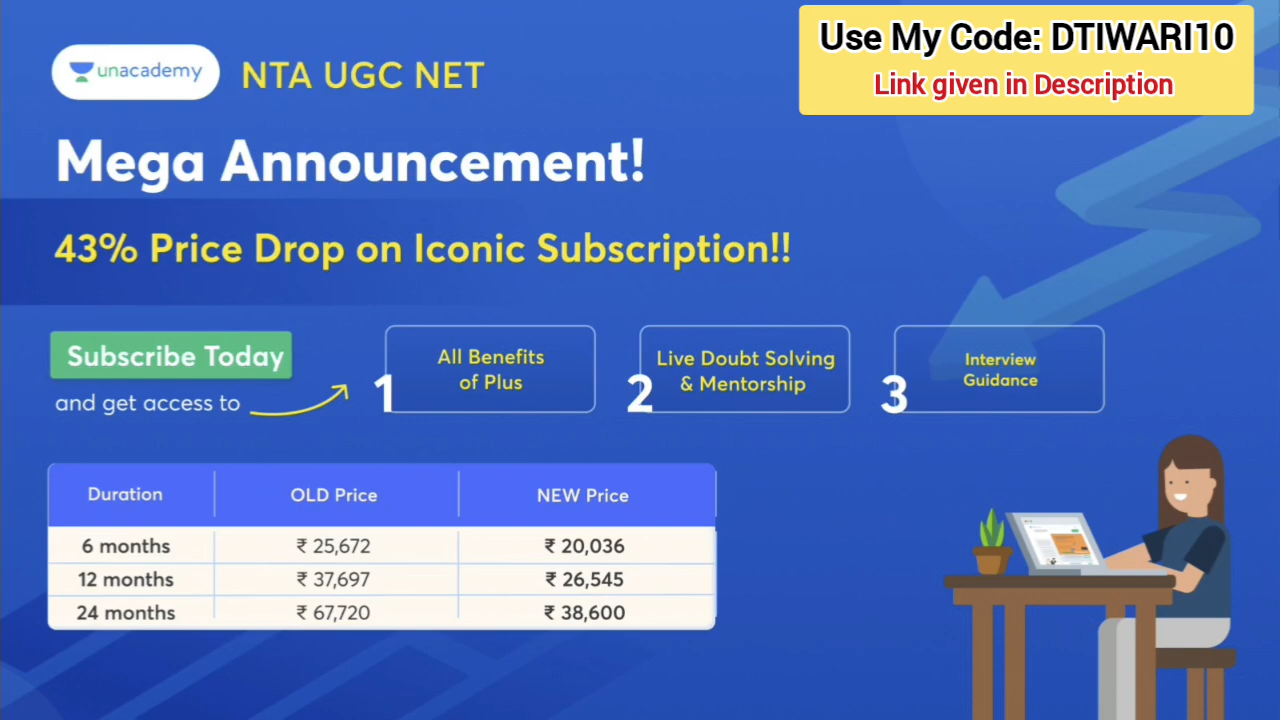 Use My Code: DTIWARI10
Link given in Description
unacademy NTA UGC NET
Mega Announcement!
43% Price Drop on Iconic Subscription!!
Subscribe Today
and get access to
1 All Benefits
of Plus
2 Live Doubt Solving
& Mentorship
3 Interview
Guidance
Duration OLD Price NEW Price
6 months ₹ 25,672 ₹ 20,036
12 months ₹ 37,697 ₹ 26,545
24 months ₹ 67,720 ₹ 38,600